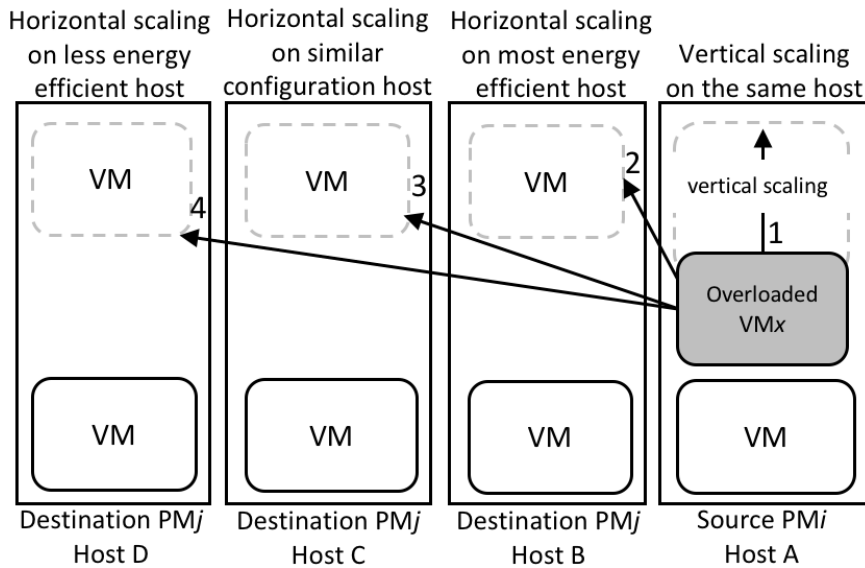 Horizontal scaling
on less energy
efficient host
Horizontal scaling
on similar
configuration host
Horizontal scaling
on most energy
efficient host
Vertical scaling
on the same host
VM
4
VM
3
VM
2
vertical scaling
1
Overloaded
VMx
VM
VM
VM
VM
Destination PMj
Host D
Destination PMj
Host C
Destination PMj
Host B
Source PMi
Host A